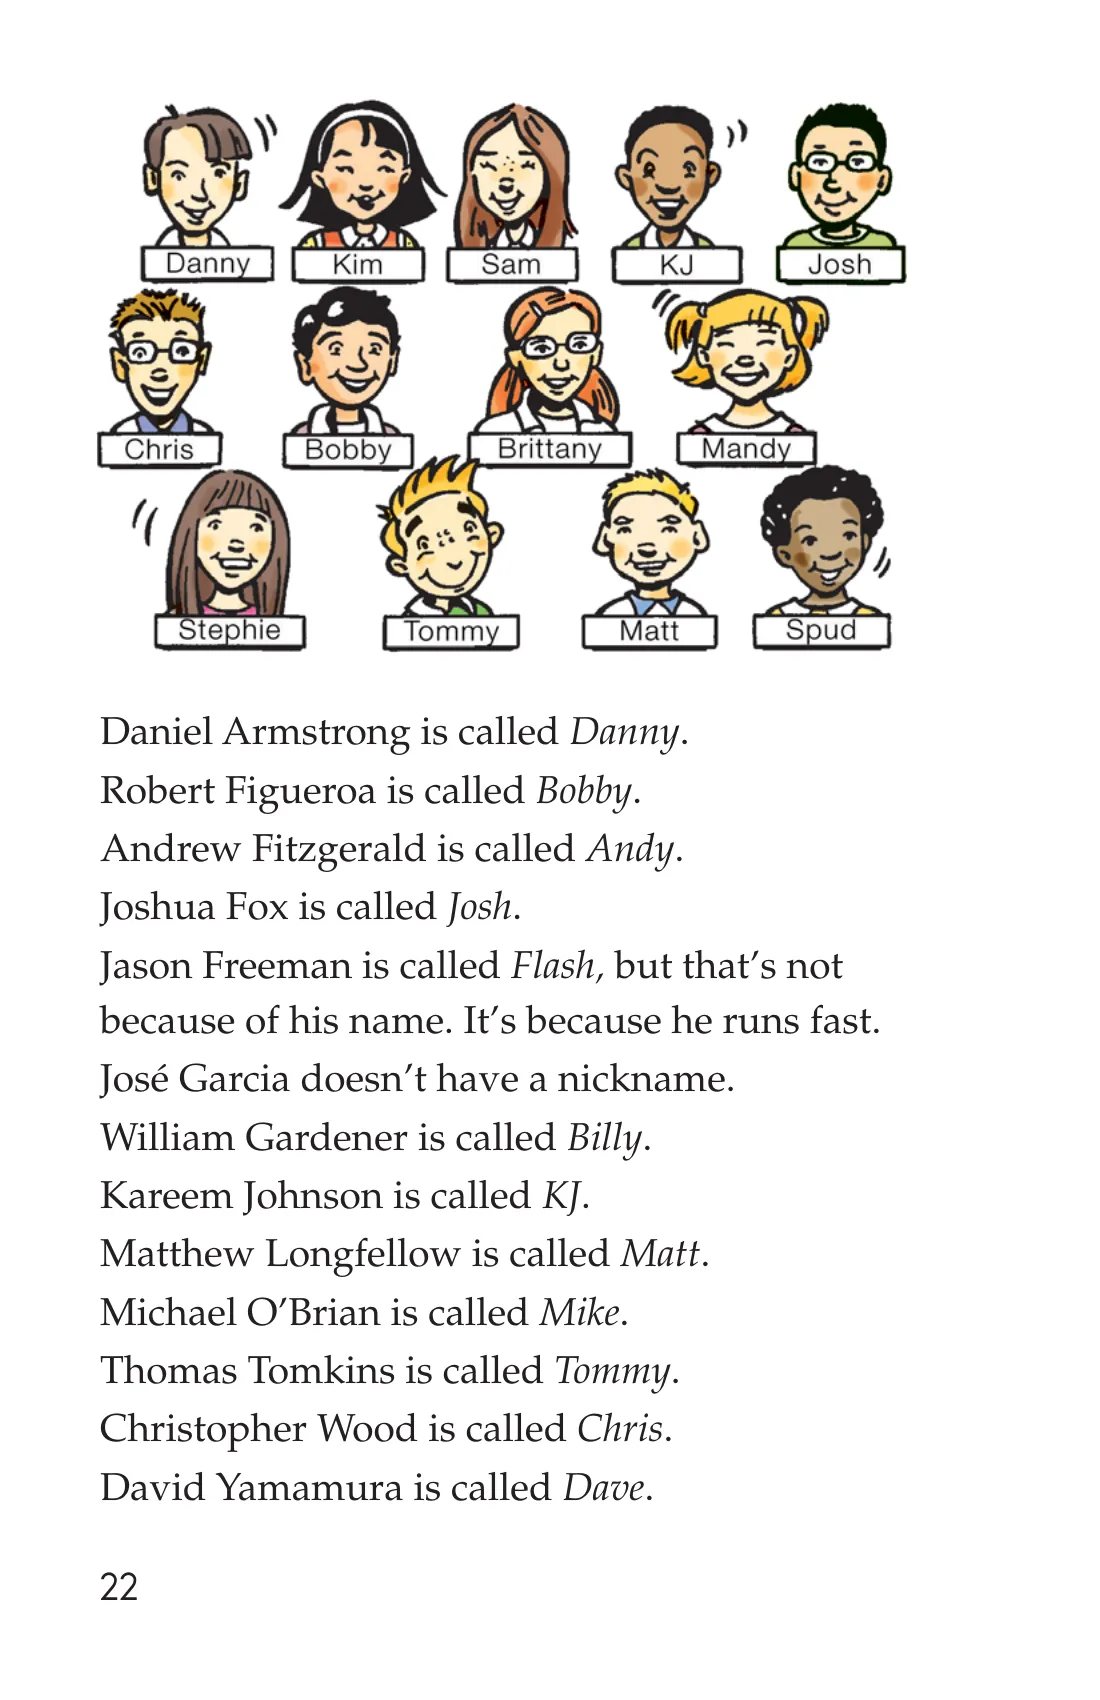 Danny Kim Sam KJ Josh
Chris Bobby Brittany Mandy
Stephie Tommy Matt Spud
Daniel Armstrong is called Danny.
Robert Figueroa is called Bobby.
Andrew Fitzgerald is called Andy.
Joshua Fox is called Josh.
Jason Freeman is called Flash, but that’s not
because of his name. It’s because he runs fast.
José Garcia doesn’t have a nickname.
William Gardener is called Billy.
Kareem Johnson is called KJ.
Matthew Longfellow is called Matt.
Michael O’Brian is called Mike.
Thomas Tomkins is called Tommy.
Christopher Wood is called Chris.
David Yamamura is called Dave.
22